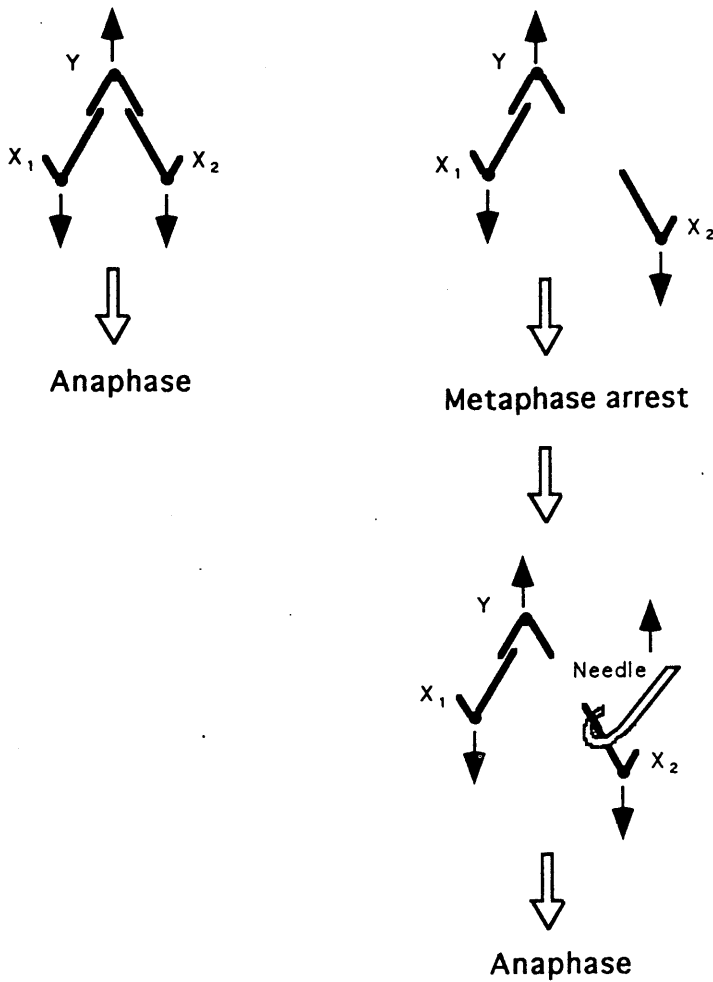 Y
X₁
X₂
Anaphase
Y
X₁
X₂
Metaphase arrest
Y
Needle
X₁
X₂
Anaphase